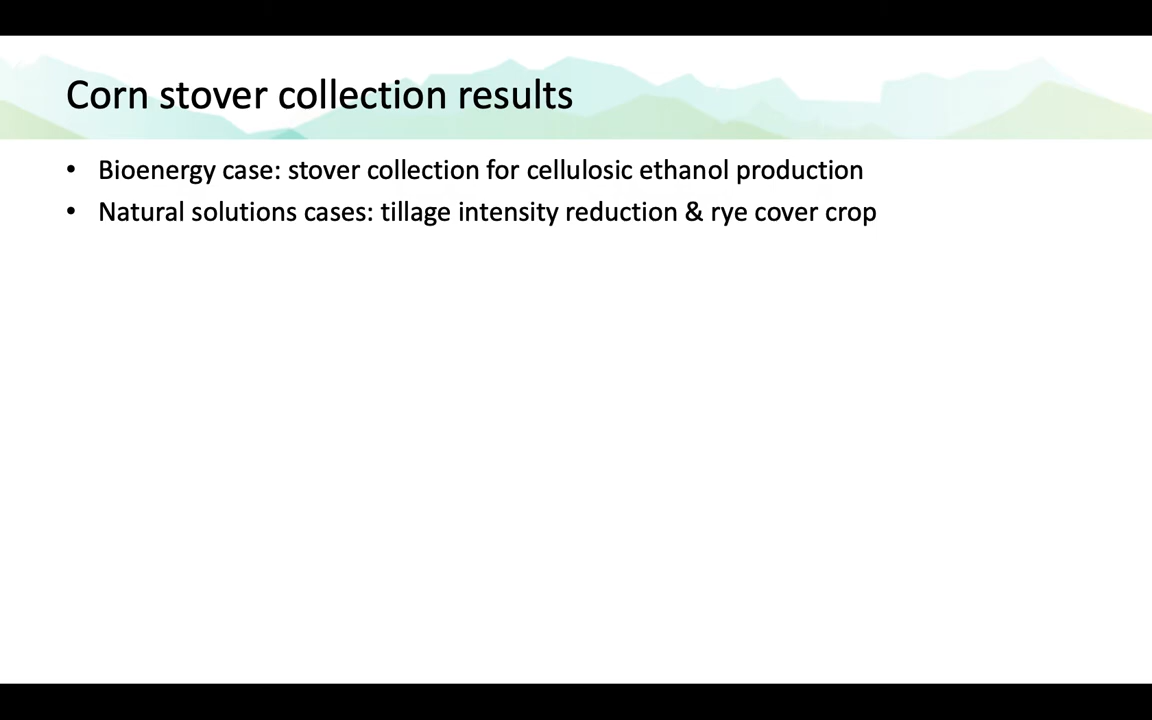 Corn stover collection results
• Bioenergy case: stover collection for cellulosic ethanol production
• Natural solutions cases: tillage intensity reduction & rye cover crop